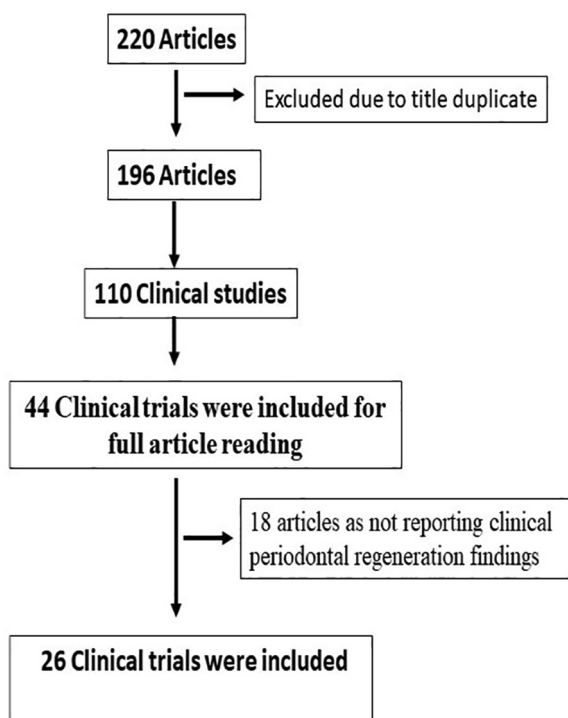 220 Articles
Excluded due to title duplicate
196 Articles
110 Clinical studies
44 Clinical trials were included for
full article reading
18 articles as not reporting clinical
periodontal regeneration findings
26 Clinical trials were included